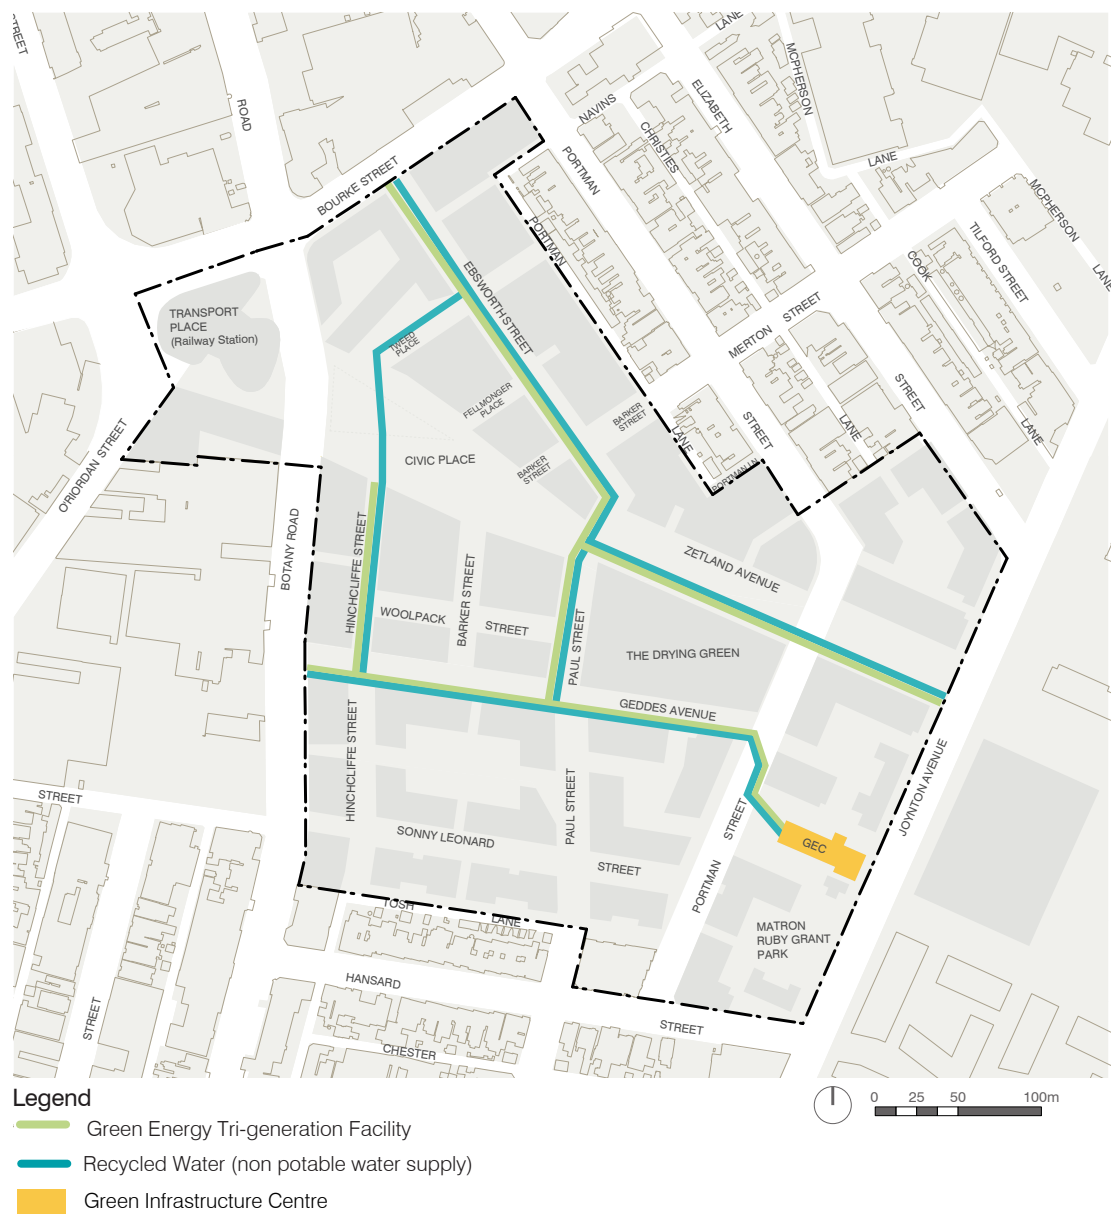 STREET
ROAD
BOURKE STREET
NAVINS
LANE
ELIZABETH
CHRISTIES
MCPHERSON
LANE
PORTMAN
PORTMAN
MCPHERSON
LANE
TILFORD STREET
COOK
EBSWORTH STREET
TRANSPORT
PLACE
(Railway Station)
TWEED
PLACE
MERTON STREET
FELLMONGER
PLACE
BARKER
STREET
STREET
STREET
LANE
LANE
LANE
PORTMAN LN
O'RIORDAN STREET
CIVIC PLACE
BARKER
STREET
BOTANY ROAD
HINCHCLIFFE STREET
BARKER STREET
ZETLAND AVENUE
WOOLPACK
STREET
PAUL STREET
THE DRYING GREEN
GEDDES AVENUE
HINCHCLIFFE STREET
PAUL STREET
JOYNTON AVENUE
STREET
STREET
SONNY LEONARD
STREET
GEC
PORTMAN
TOSH
LANE
MATRON
RUBY GRANT
PARK
HANSARD
STREET
STREET
CHESTER
Legend
Green Energy Tri-generation Facility
Recycled Water (non potable water supply)
Green Infrastructure Centre
0 25 50 100m